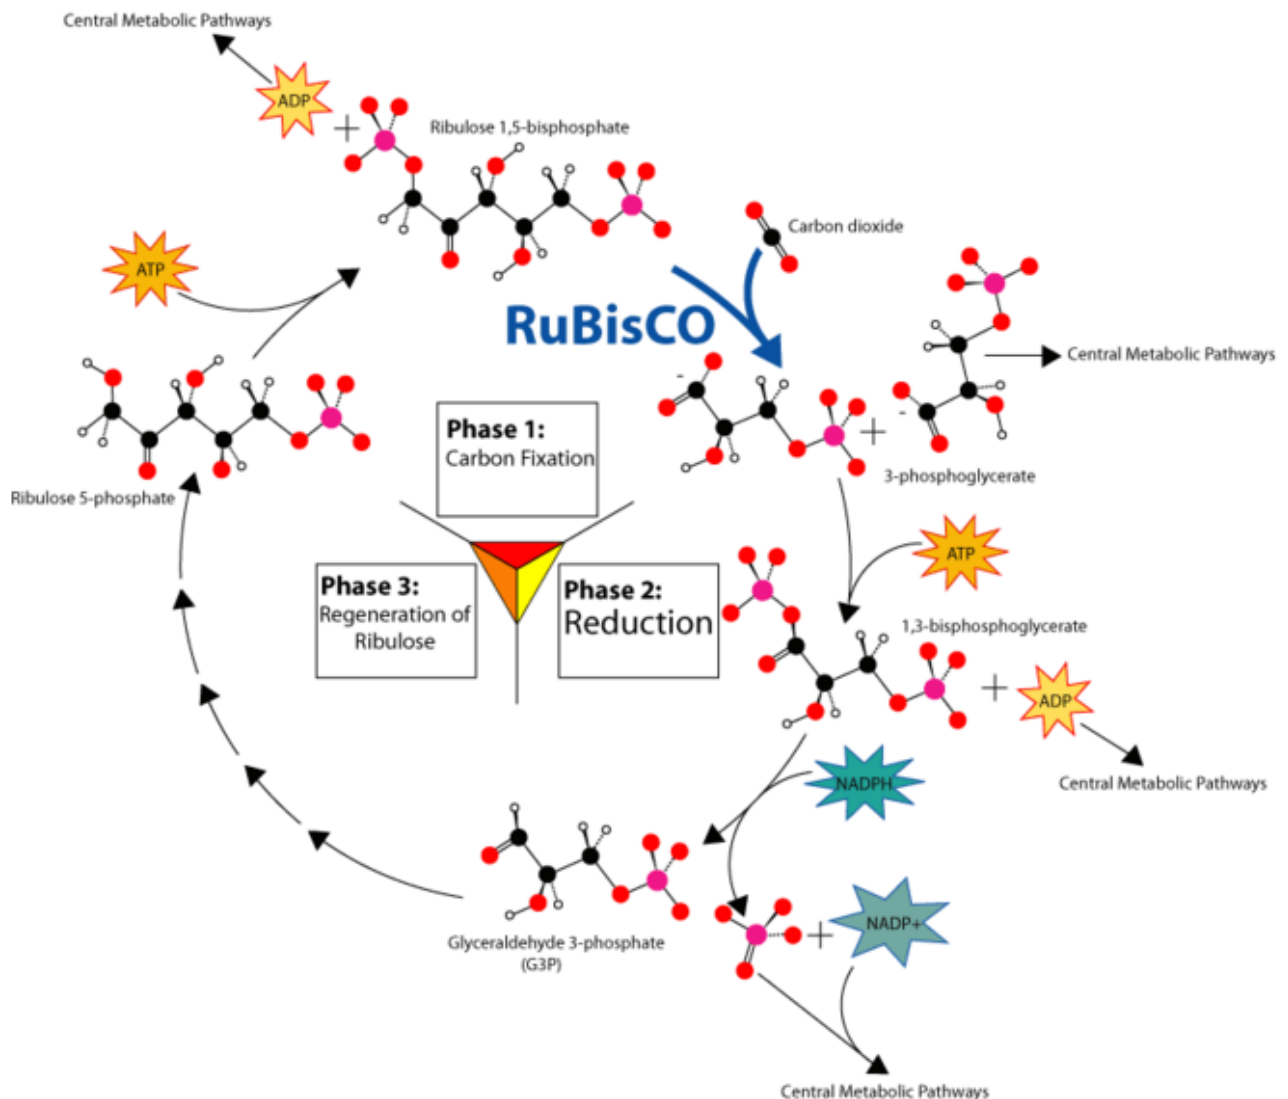 Central Metabolic Pathways
ADP
+
Ribulose 1,5-bisphosphate
Carbon dioxide
ATP
RuBisCO
Central Metabolic Pathways
-
-
+
3-phosphoglycerate
Phase 1:
Carbon Fixation
Ribulose 5-phosphate
ATP
Phase 3:
Regeneration of
Ribulose
Phase 2:
Reduction
1,3-bisphosphoglycerate
+
ADP
Central Metabolic Pathways
NADPH
Glyceraldehyde 3-phosphate
(G3P)
+
NADP+
Central Metabolic Pathways